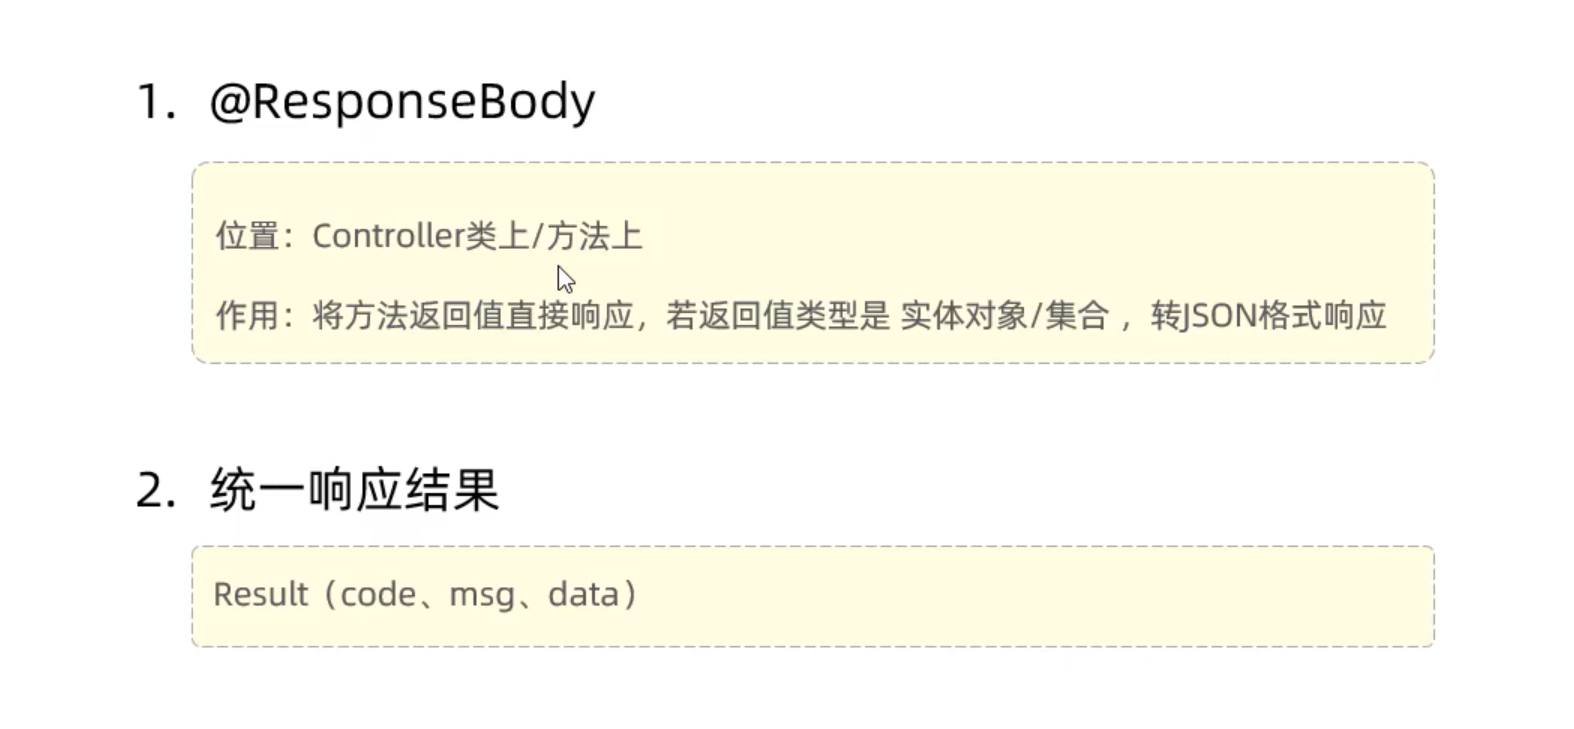 1. @ResponseBody
位置：Controller类上/方法上
作用：将方法返回值直接响应，若返回值类型是 实体对象/集合 ，转JSON格式响应
2. 统一响应结果
Result（code、msg、data）